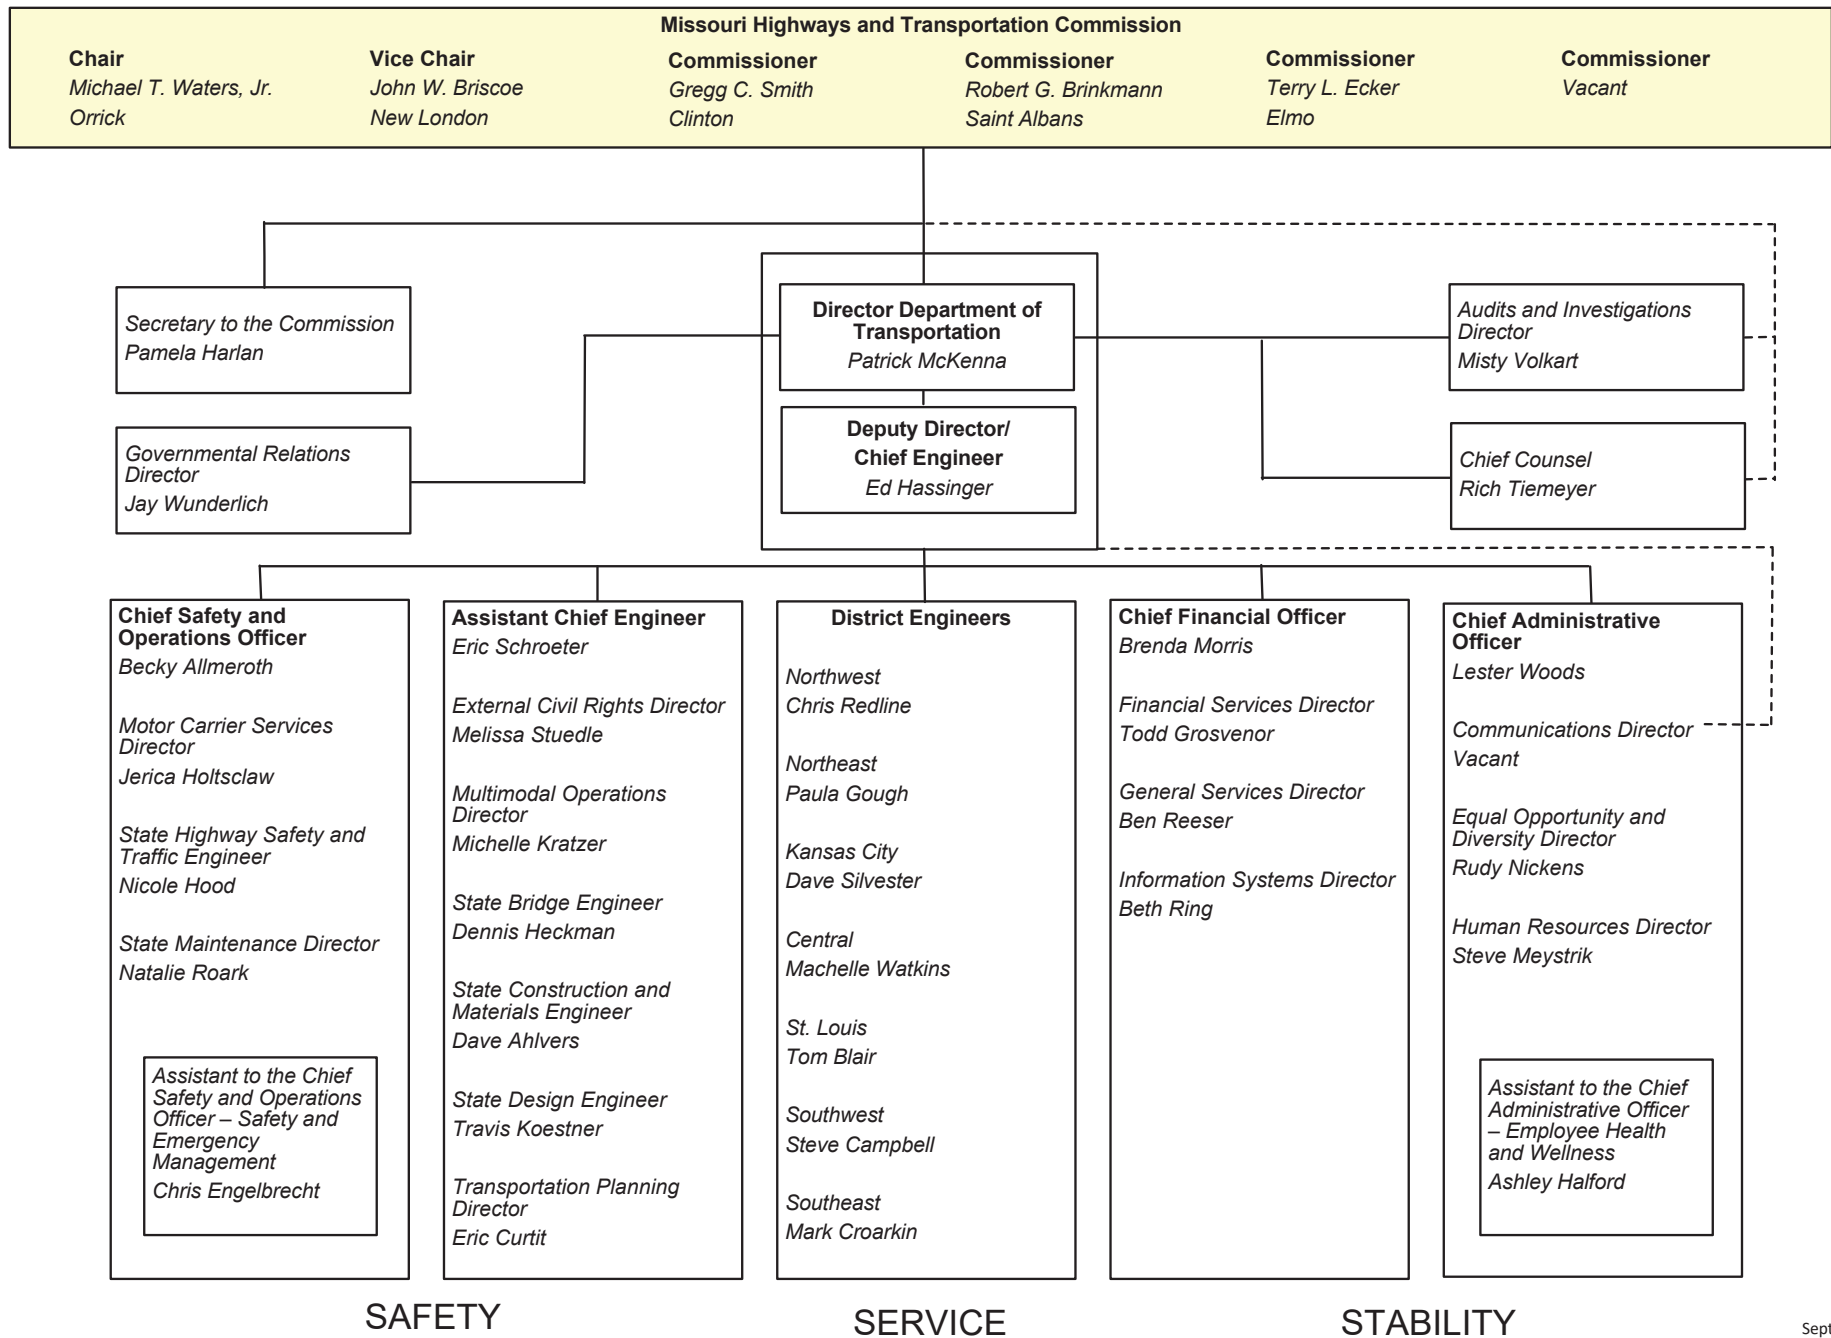 Missouri Highways and Transportation Commission
Chair
Michael T. Waters, Jr.
Orrick
Vice Chair
John W. Briscoe
New London
Commissioner
Gregg C. Smith
Clinton
Commissioner
Robert G. Brinkmann
Saint Albans
Commissioner
Terry L. Ecker
Elmo
Commissioner
Vacant
Secretary to the Commission
Pamela Harlan
Governmental Relations
Director
Jay Wunderlich
Director Department of
Transportation
Patrick McKenna
Deputy Director/
Chief Engineer
Ed Hassinger
Audits and Investigations
Director
Misty Volkart
Chief Counsel
Rich Tiemeyer
Chief Safety and
Operations Officer
Becky Allmeroth
Motor Carrier Services
Director
Jerica Holtsclaw
State Highway Safety and
Traffic Engineer
Nicole Hood
State Maintenance Director
Natalie Roark
Assistant to the Chief
Safety and Operations
Officer – Safety and
Emergency
Management
Chris Engelbrecht
Assistant Chief Engineer
Eric Schroeter
External Civil Rights Director
Melissa Stuedle
Multimodal Operations
Director
Michelle Kratzer
State Bridge Engineer
Dennis Heckman
State Construction and
Materials Engineer
Dave Ahlvers
State Design Engineer
Travis Koestner
Transportation Planning
Director
Eric Curtit
District Engineers
Northwest
Chris Redline
Northeast
Paula Gough
Kansas City
Dave Silvester
Central
Machelle Watkins
St. Louis
Tom Blair
Southwest
Steve Campbell
Southeast
Mark Croarkin
Chief Financial Officer
Brenda Morris
Financial Services Director
Todd Grosvenor
General Services Director
Ben Reeser
Information Systems Director
Beth Ring
Chief Administrative
Officer
Lester Woods
Communications Director
Vacant
Equal Opportunity and
Diversity Director
Rudy Nickens
Human Resources Director
Steve Meystrik
Assistant to the Chief
Administrative Officer
– Employee Health
and Wellness
Ashley Halford
SAFETY
SERVICE
STABILITY
Sept